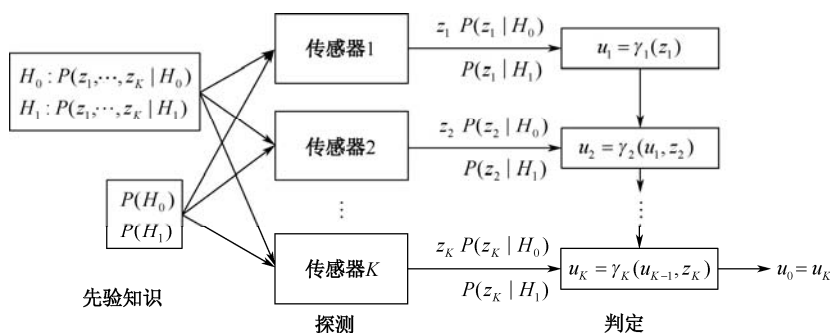 H₀ : P(z₁,⋯,z_K | H₀)
H₁ : P(z₁,⋯,z_K | H₁)
P(H₀)
P(H₁)
先验知识
传感器1
传感器2
⋮
传感器K
探测
z₁ P(z₁ | H₀)
P(z₁ | H₁)
z₂ P(z₂ | H₀)
P(z₂ | H₁)
z_K P(z_K | H₀)
P(z_K | H₁)
u₁ = γ₁(z₁)
u₂ = γ₂(u₁, z₂)
⋮
u_K = γ_K(u_{K−1}, z_K)
判定
u₀ = u_K